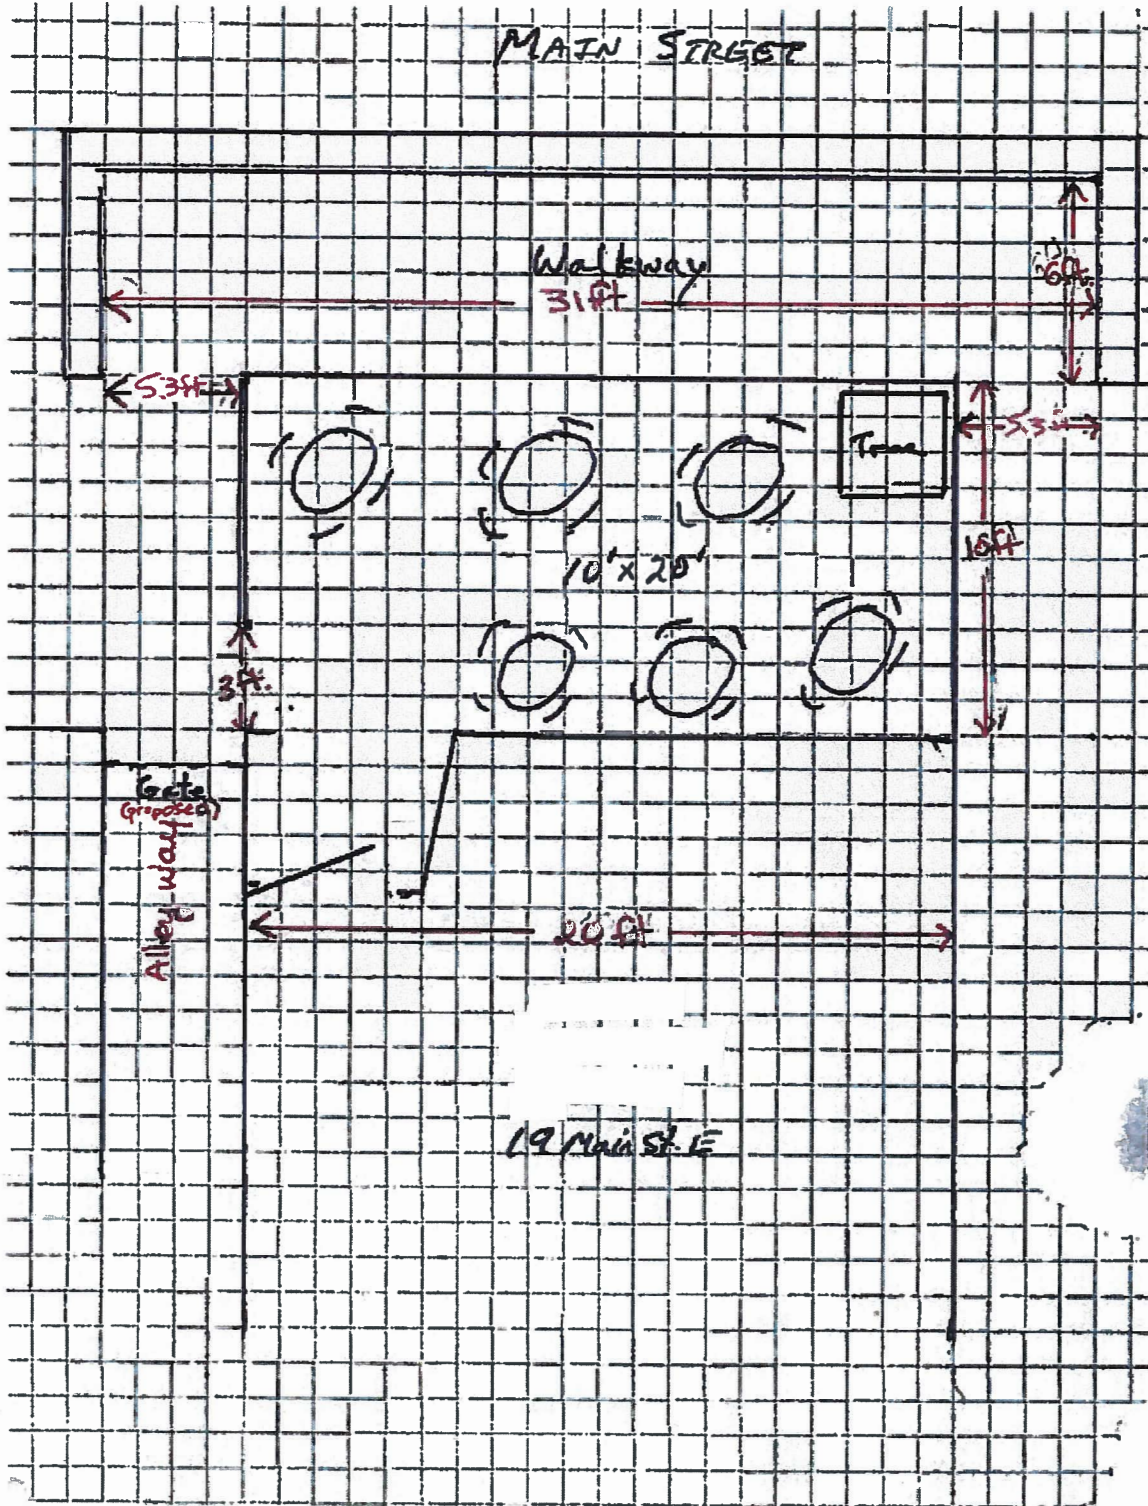 MAIN STREET
Walkway
31ft
6ft.
5.3ft
5.3ft
Tree
10ft
10' x 20'
3ft.
Gate
(proposed)
Alley-way
20 ft
19 Main St. E